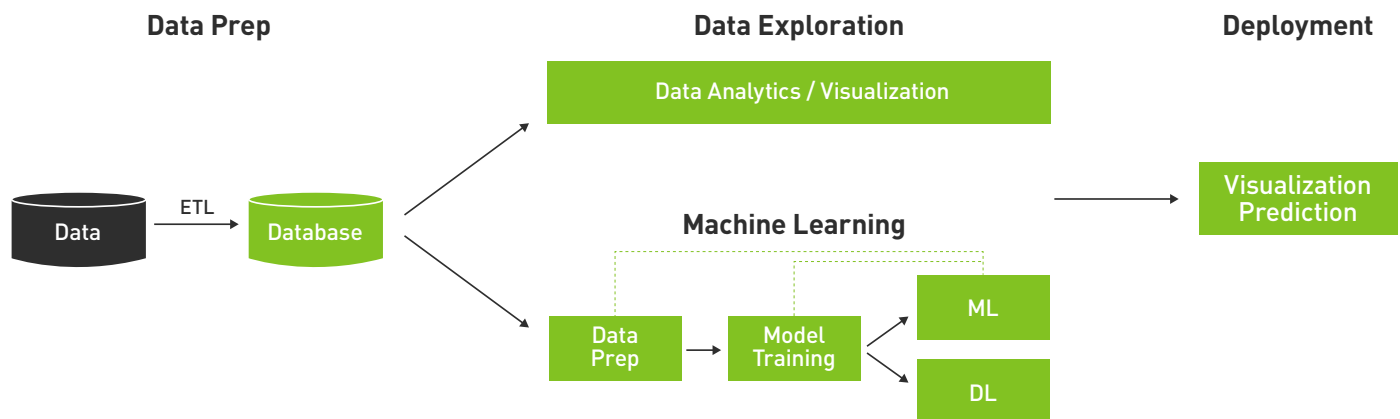 Data Prep
Data Exploration
Deployment
Data Analytics / Visualization
Data
ETL
Database
Visualization
Prediction
Machine Learning
Data
Prep
Model
Training
ML
DL